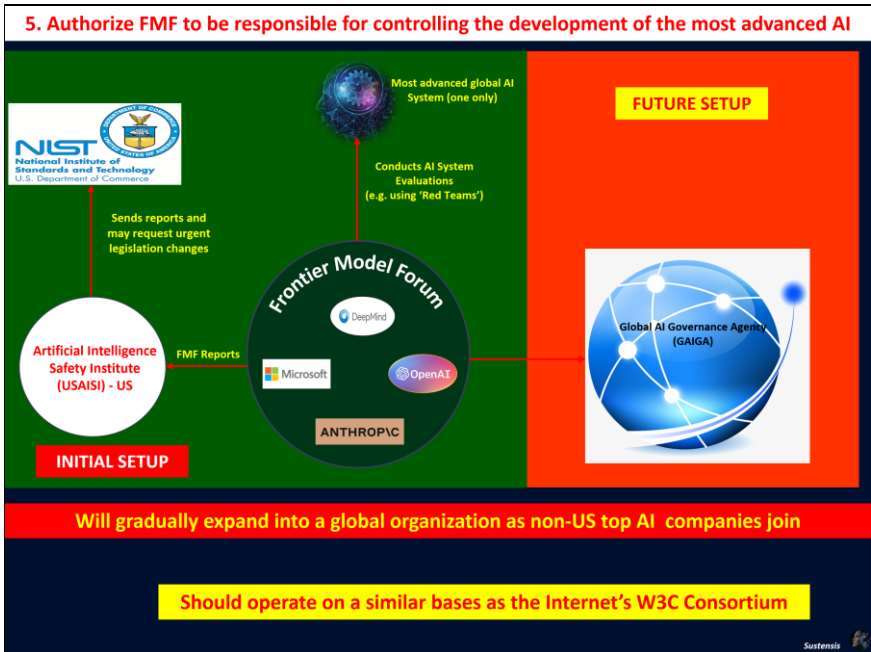 5. Authorize FMF to be responsible for controlling the development of the most advanced AI
Most advanced global AI
System (one only)
FUTURE SETUP
NIST
National Institute of
Standards and Technology
U.S. Department of Commerce
DEPARTMENT OF COMMERCE
UNITED STATES OF AMERICA
Conducts AI System
Evaluations
(e.g. using ‘Red Teams’)
Sends reports and
may request urgent
legislation changes
Frontier Model Forum
DeepMind
Microsoft
OpenAI
ANTHROP\C
Global AI Governance Agency
(GAIGA)
Artificial Intelligence
Safety Institute
(USAISI) - US
FMF Reports
INITIAL SETUP
Will gradually expand into a global organization as non-US top AI companies join
Should operate on a similar bases as the Internet’s W3C Consortium
Sustensis